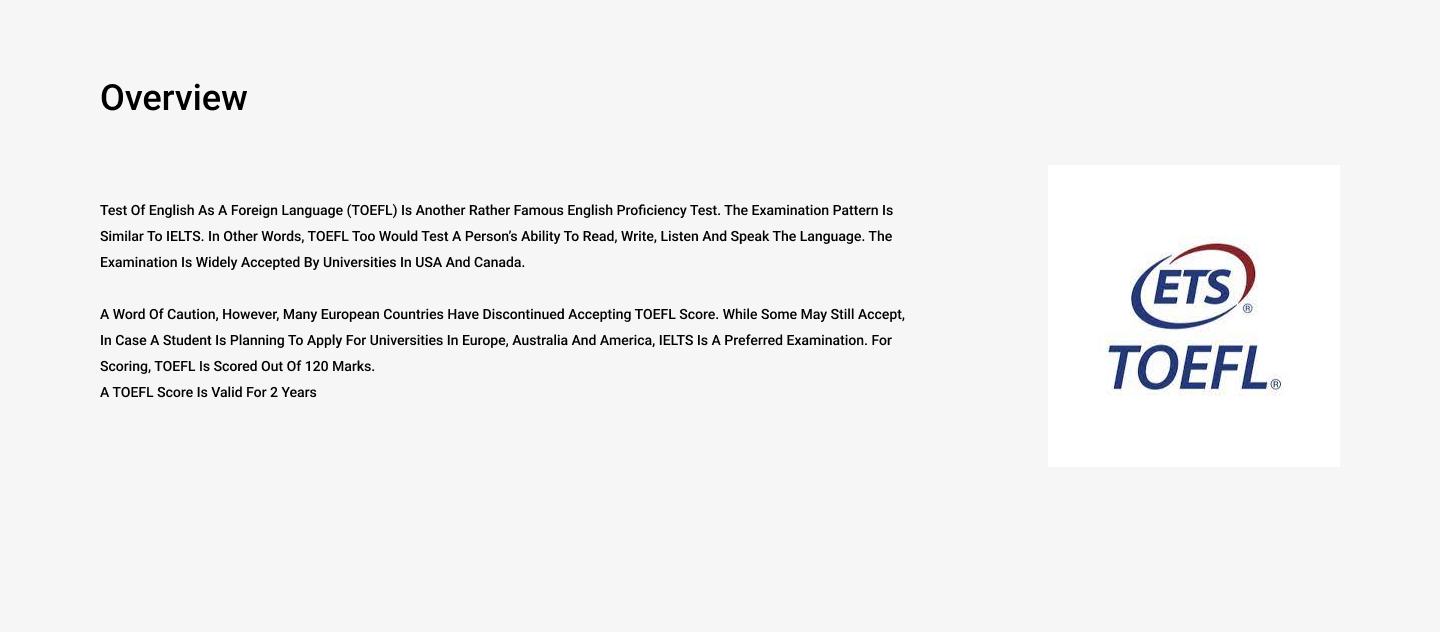 Overview
Test Of English As A Foreign Language (TOEFL) Is Another Rather Famous English Proficiency Test. The Examination Pattern Is
Similar To IELTS. In Other Words, TOEFL Too Would Test A Person’s Ability To Read, Write, Listen And Speak The Language. The
Examination Is Widely Accepted By Universities In USA And Canada.
A Word Of Caution, However, Many European Countries Have Discontinued Accepting TOEFL Score. While Some May Still Accept,
In Case A Student Is Planning To Apply For Universities In Europe, Australia And America, IELTS Is A Preferred Examination. For
Scoring, TOEFL Is Scored Out Of 120 Marks.
A TOEFL Score Is Valid For 2 Years
ETS®
TOEFL®